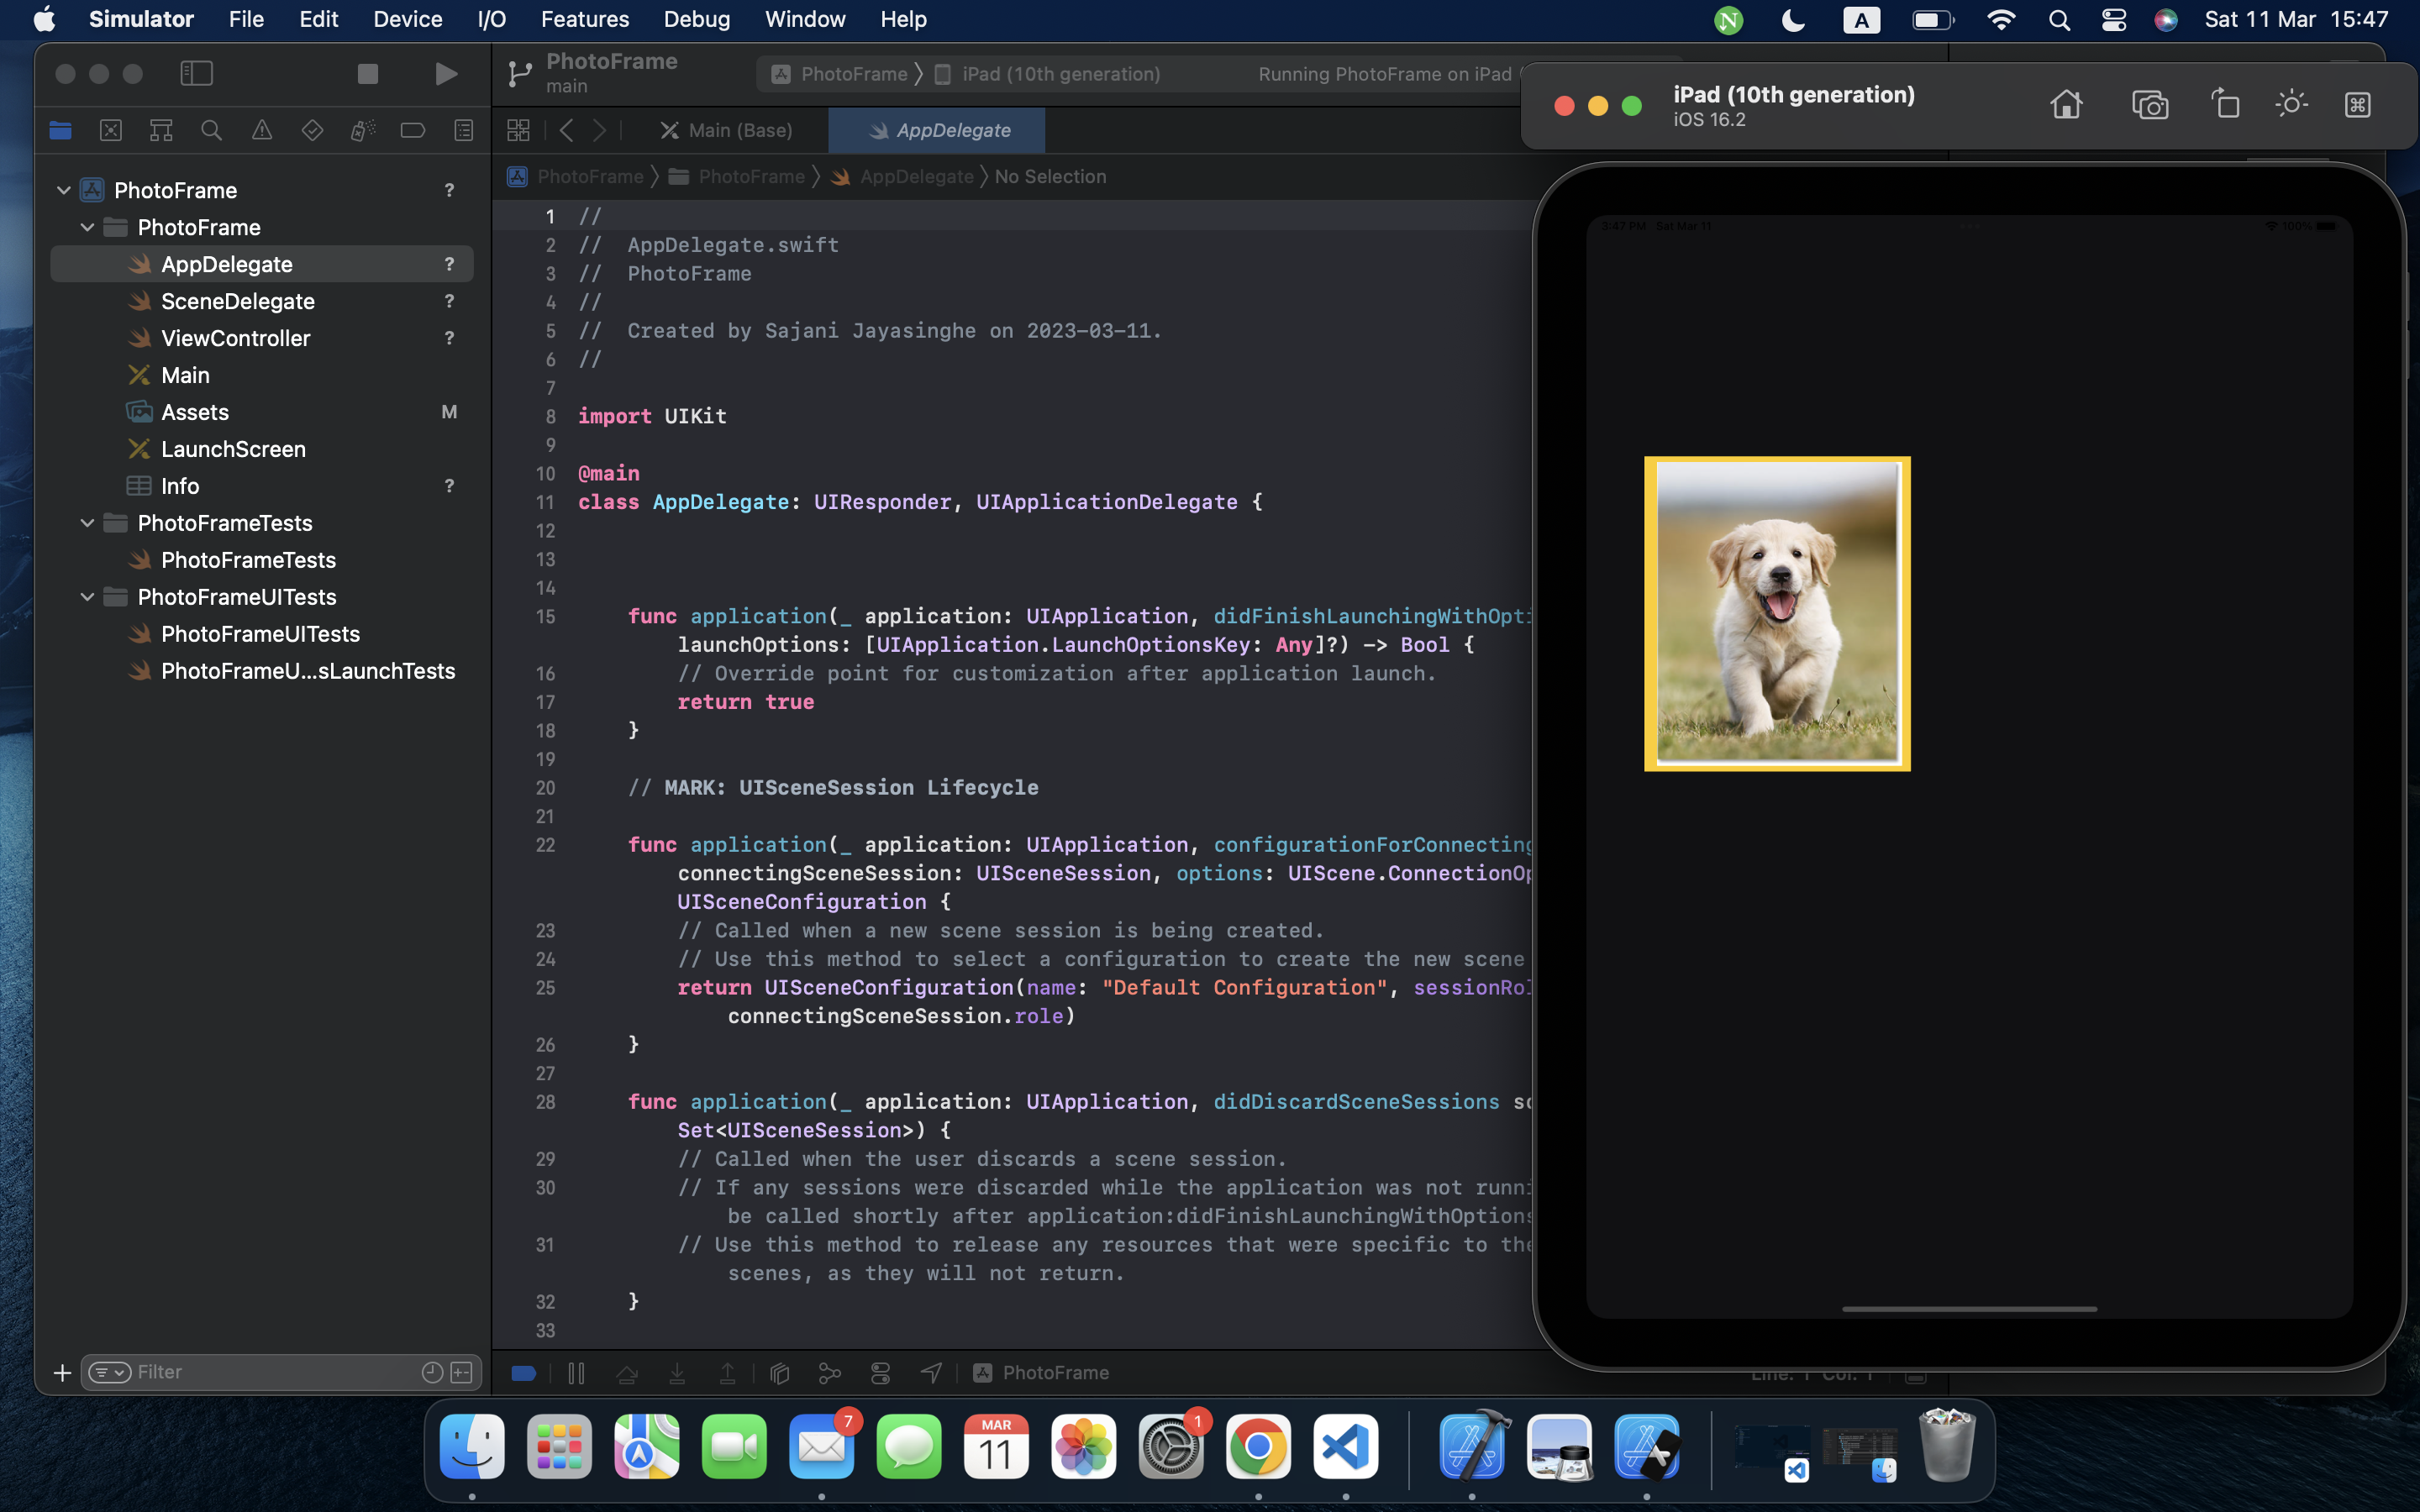 Simulator File Edit Device I/O Features Debug Window Help
A
Sat 11 Mar 15:47
PhotoFrame
main
PhotoFrame
iPad (10th generation)
Running PhotoFrame on iPad
iPad (10th generation)
iOS 16.2
Main (Base)
AppDelegate
PhotoFrame
PhotoFrame
AppDelegate
No Selection
PhotoFrame ?
PhotoFrame
AppDelegate ?
SceneDelegate ?
ViewController ?
Main
Assets M
LaunchScreen
Info ?
PhotoFrameTests
PhotoFrameTests
PhotoFrameUITests
PhotoFrameUITests
PhotoFrameU...sLaunchTests
Filter
1 //
2 // AppDelegate.swift
3 // PhotoFrame
4 //
5 // Created by Sajani Jayasinghe on 2023-03-11.
6 //
7
8 import UIKit
9
10 @main
11 class AppDelegate: UIResponder, UIApplicationDelegate {
12
13
14
15 func application(_ application: UIApplication, didFinishLaunchingWithOpti
launchOptions: [UIApplication.LaunchOptionsKey: Any]?) -> Bool {
16 // Override point for customization after application launch.
17 return true
18 }
19
20 // MARK: UISceneSession Lifecycle
21
22 func application(_ application: UIApplication, configurationForConnecting
connectingSceneSession: UISceneSession, options: UIScene.ConnectionOp
UISceneConfiguration {
23 // Called when a new scene session is being created.
24 // Use this method to select a configuration to create the new scene
25 return UISceneConfiguration(name: "Default Configuration", sessionRol
connectingSceneSession.role)
26 }
27
28 func application(_ application: UIApplication, didDiscardSceneSessions sc
Set<UISceneSession>) {
29 // Called when the user discards a scene session.
30 // If any sessions were discarded while the application was not runni
be called shortly after application:didFinishLaunchingWithOptions
31 // Use this method to release any resources that were specific to the
scenes, as they will not return.
32 }
33
PhotoFrame
Line: 1 Col: 1
3:47 PM Sat Mar 11
100%
7
MAR
11
1